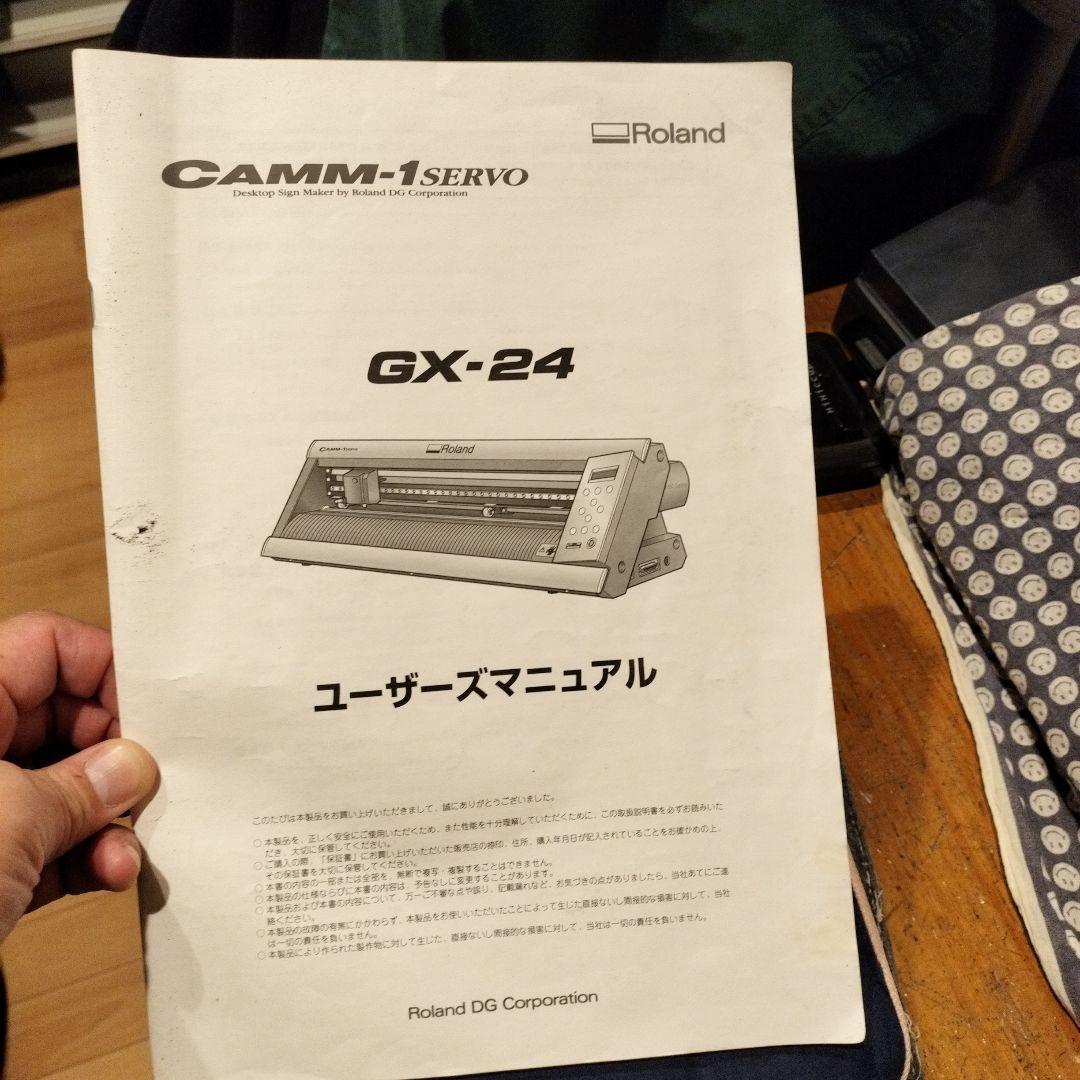 Roland
CAMM-1 SERVO
Desktop Sign Maker by Roland DG Corporation
GX-24
CAMM-1 SERVO
Roland
ユーザーズマニュアル
このたびは本製品をお買い上げいただきまして、誠にありがとうございました。
○ 本製品を、正しく安全にご使用いただくため、また性能を十分理解していただくために、この取扱説明書を必ずお読みいた
だき、大切に保管してください。
○ ご購入の際、「保証書」にお買い上げいただいた販売店の捺印、住所、購入年月日が記入されていることをお確かめの上、
その保証書を大切に保管してください。
○ 本書の内容の一部または全部を、無断で複写・複製することはできません。
○ 本製品の仕様ならびに本書の内容は、予告なしに変更することがあります。
○ 本製品および本書の内容について、万一ご不審な点や誤り、記載漏れなど、お気づきの点がありましたら、当社あてにご連
絡ください。
○ 本製品の故障の有無にかかわらず、本製品をお使いいただいたことによって生じた直接ないし間接的な損害に対して、当社
は一切の責任を負いません。
○ 本製品により作られた製作物に対して生じた、直接ないし間接的な損害に対して、当社は一切の責任を負いません。
Roland DG Corporation